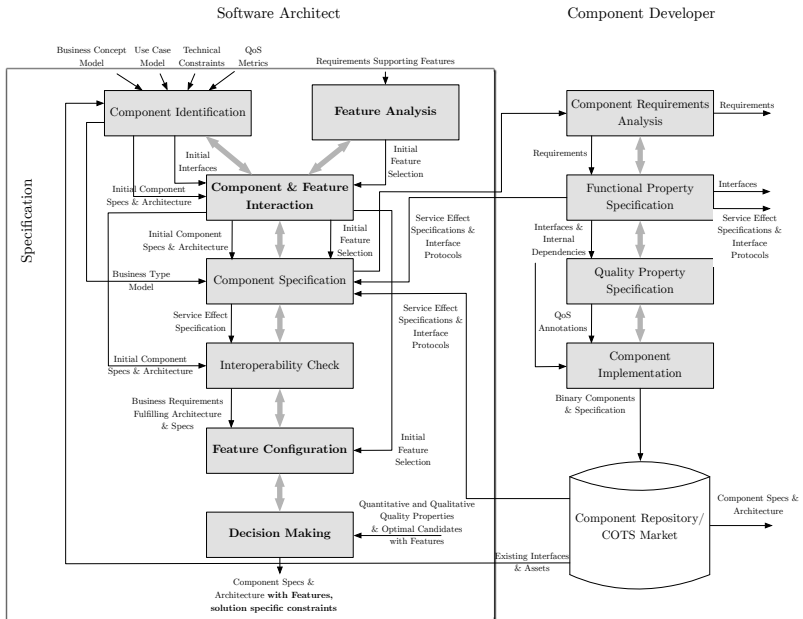 Software Architect
Component Developer
Business Concept
Model
Use Case
Model
Technical
Constraints
QoS
Metrics
Requirements Supporting Features
Component Identification
Feature Analysis
Component Requirements
Analysis
Requirements
Initial
Interfaces
Initial
Feature
Selection
Requirements
Initial Component
Specs & Architecture
Component & Feature
Interaction
Functional Property
Specification
Interfaces
Service Effect
Specifications &
Interface
Protocols
Specification
Initial Component
Specs & Architecture
Initial
Feature
Selection
Service Effect
Specifications &
Interface
Protocols
Interfaces &
Internal
Dependencies
Business Type
Model
Component Specification
Quality Property
Specification
Service Effect
Specification
Service Effect
Specifications &
Interface
Protocols
QoS
Annotations
Initial Component
Specs & Architecture
Interoperability Check
Component
Implementation
Business Requirements
Fulfilling Architecture
& Specs
Binary Components
& Specification
Feature Configuration
Initial
Feature
Selection
Quantitative and Qualitative
Quality Properties
& Optimal Candidates
with Features
Decision Making
Component Repository/
COTS Market
Component Specs &
Architecture
Existing Interfaces
& Assets
Component Specs &
Architecture with Features,
solution specific constraints